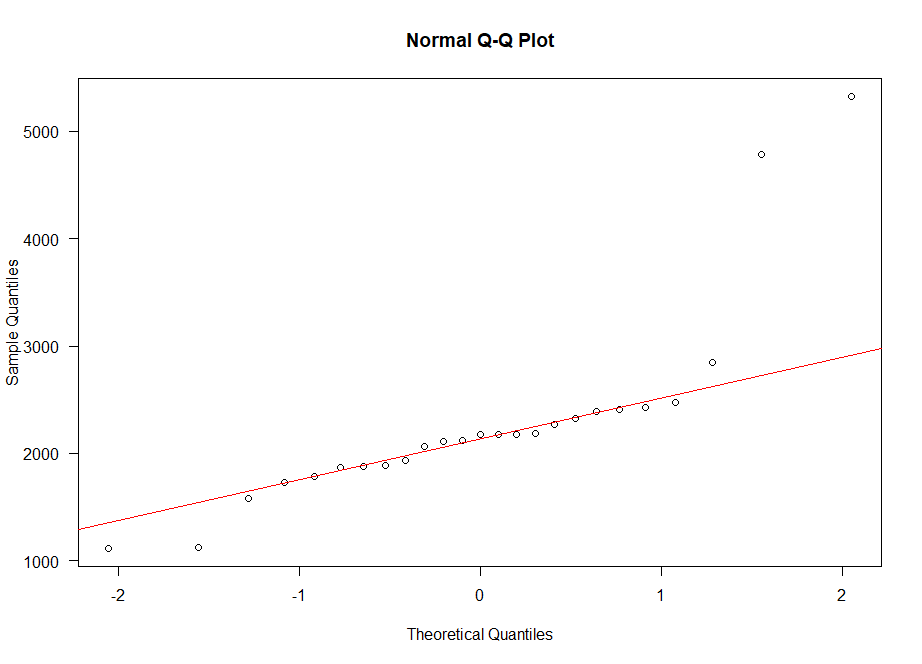 Normal Q-Q Plot
Sample Quantiles
5000
4000
3000
2000
1000
-2 -1 0 1 2
Theoretical Quantiles